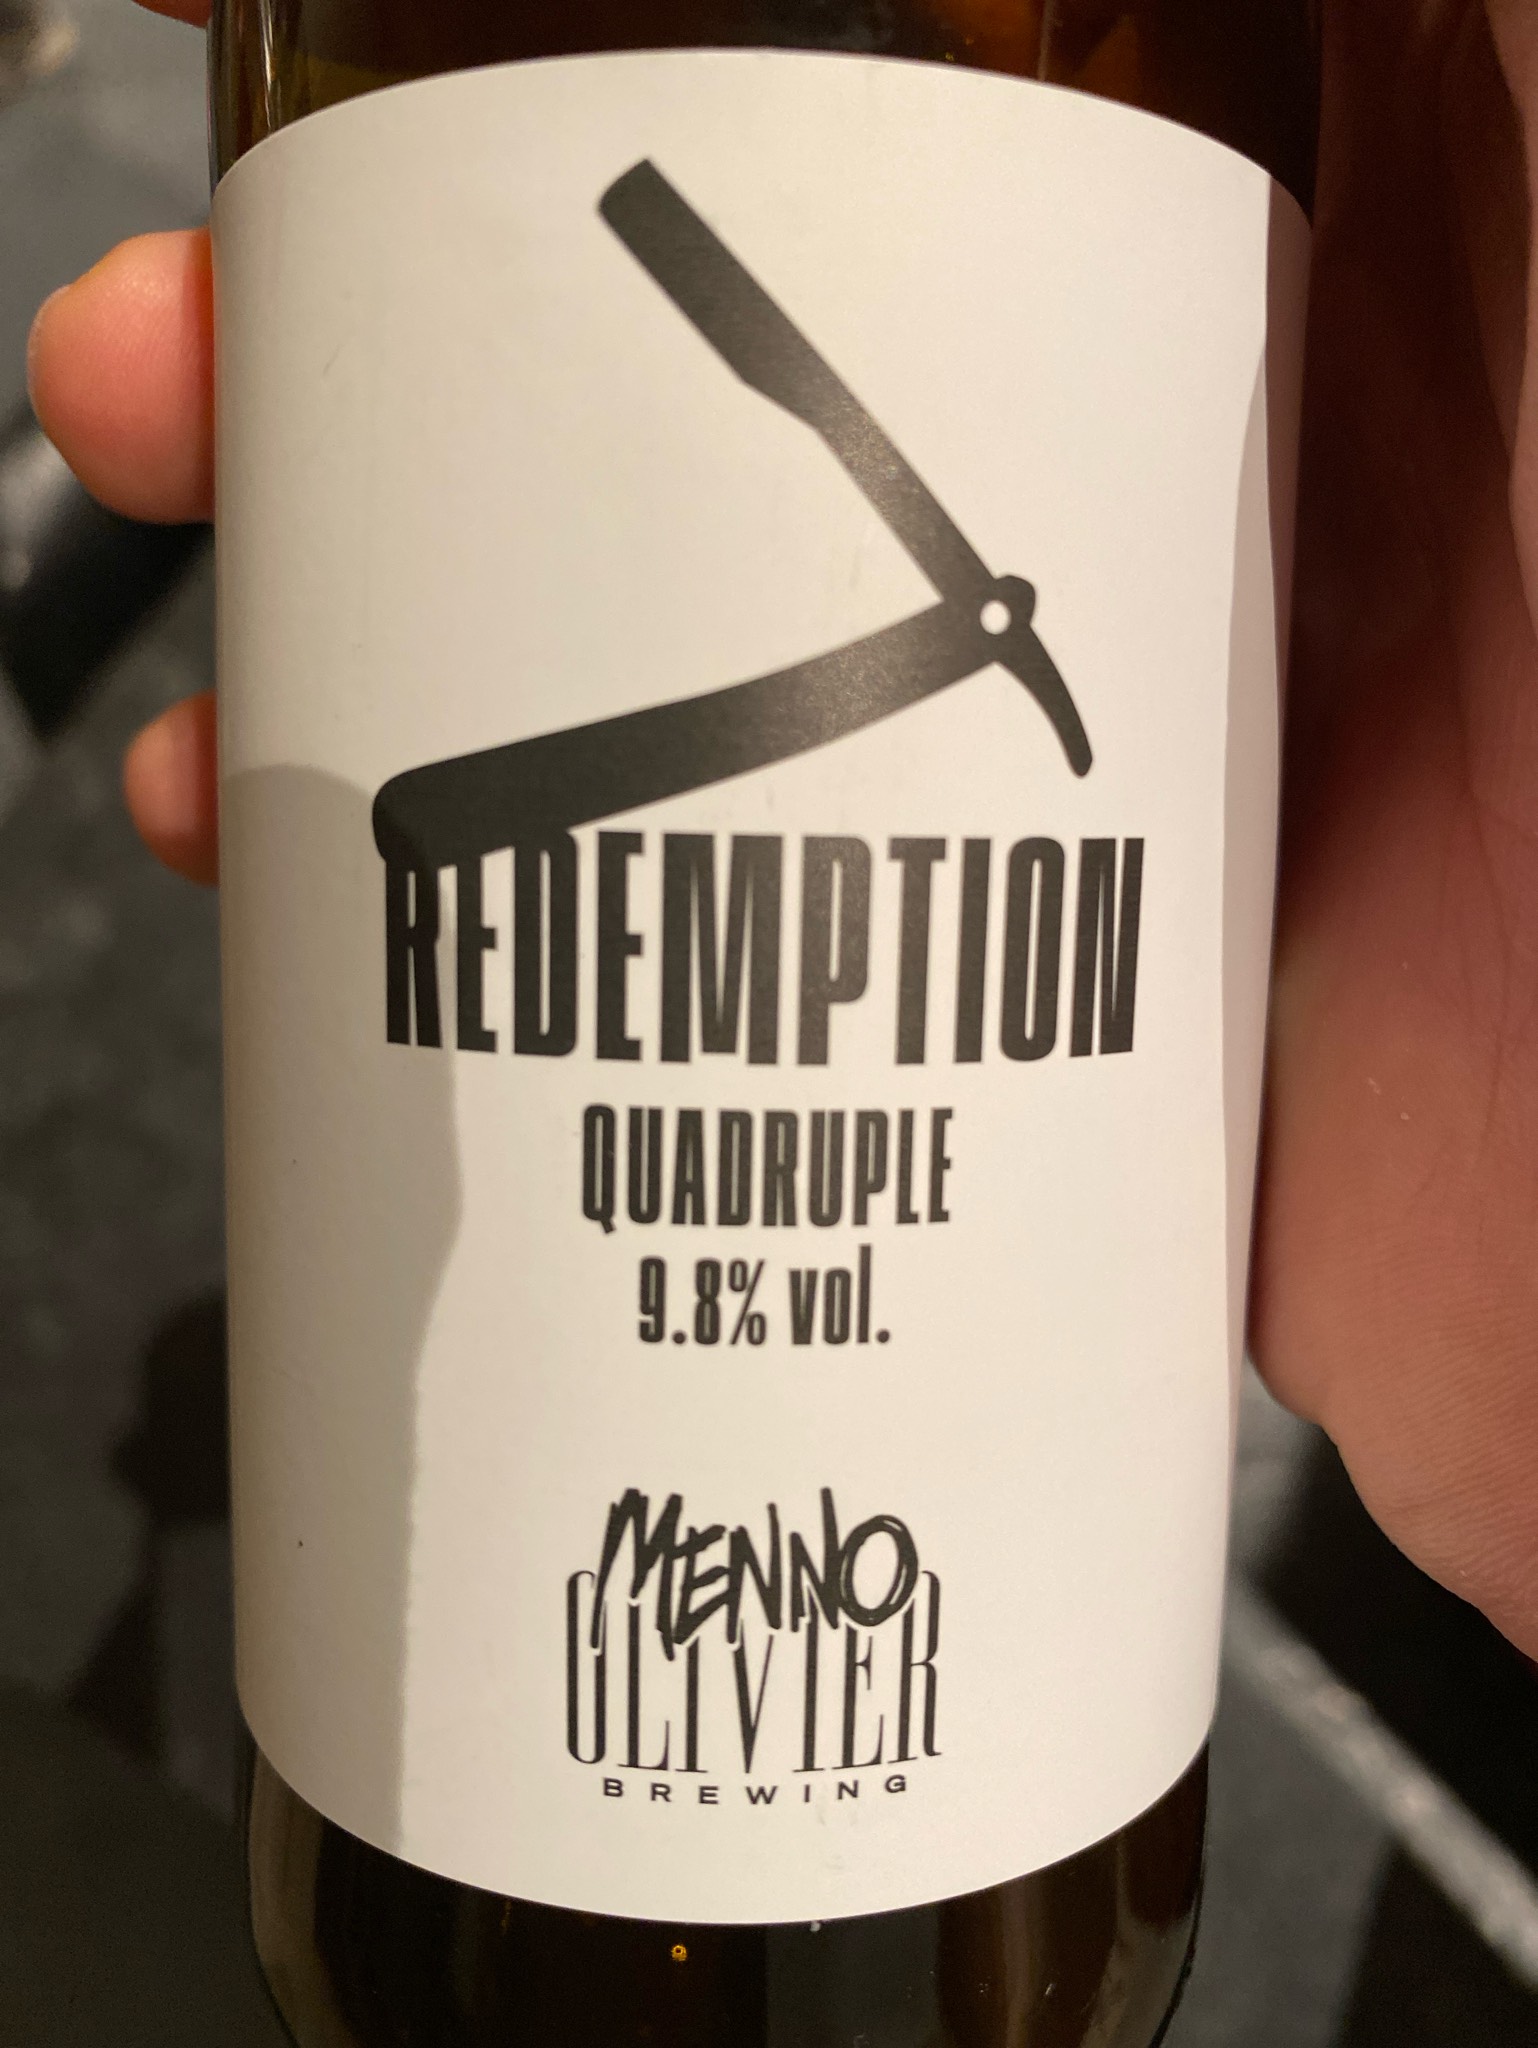 REDEMPTION
QUADRUPLE
9.8% vol.
MENNO
OLIVIER
BREWING